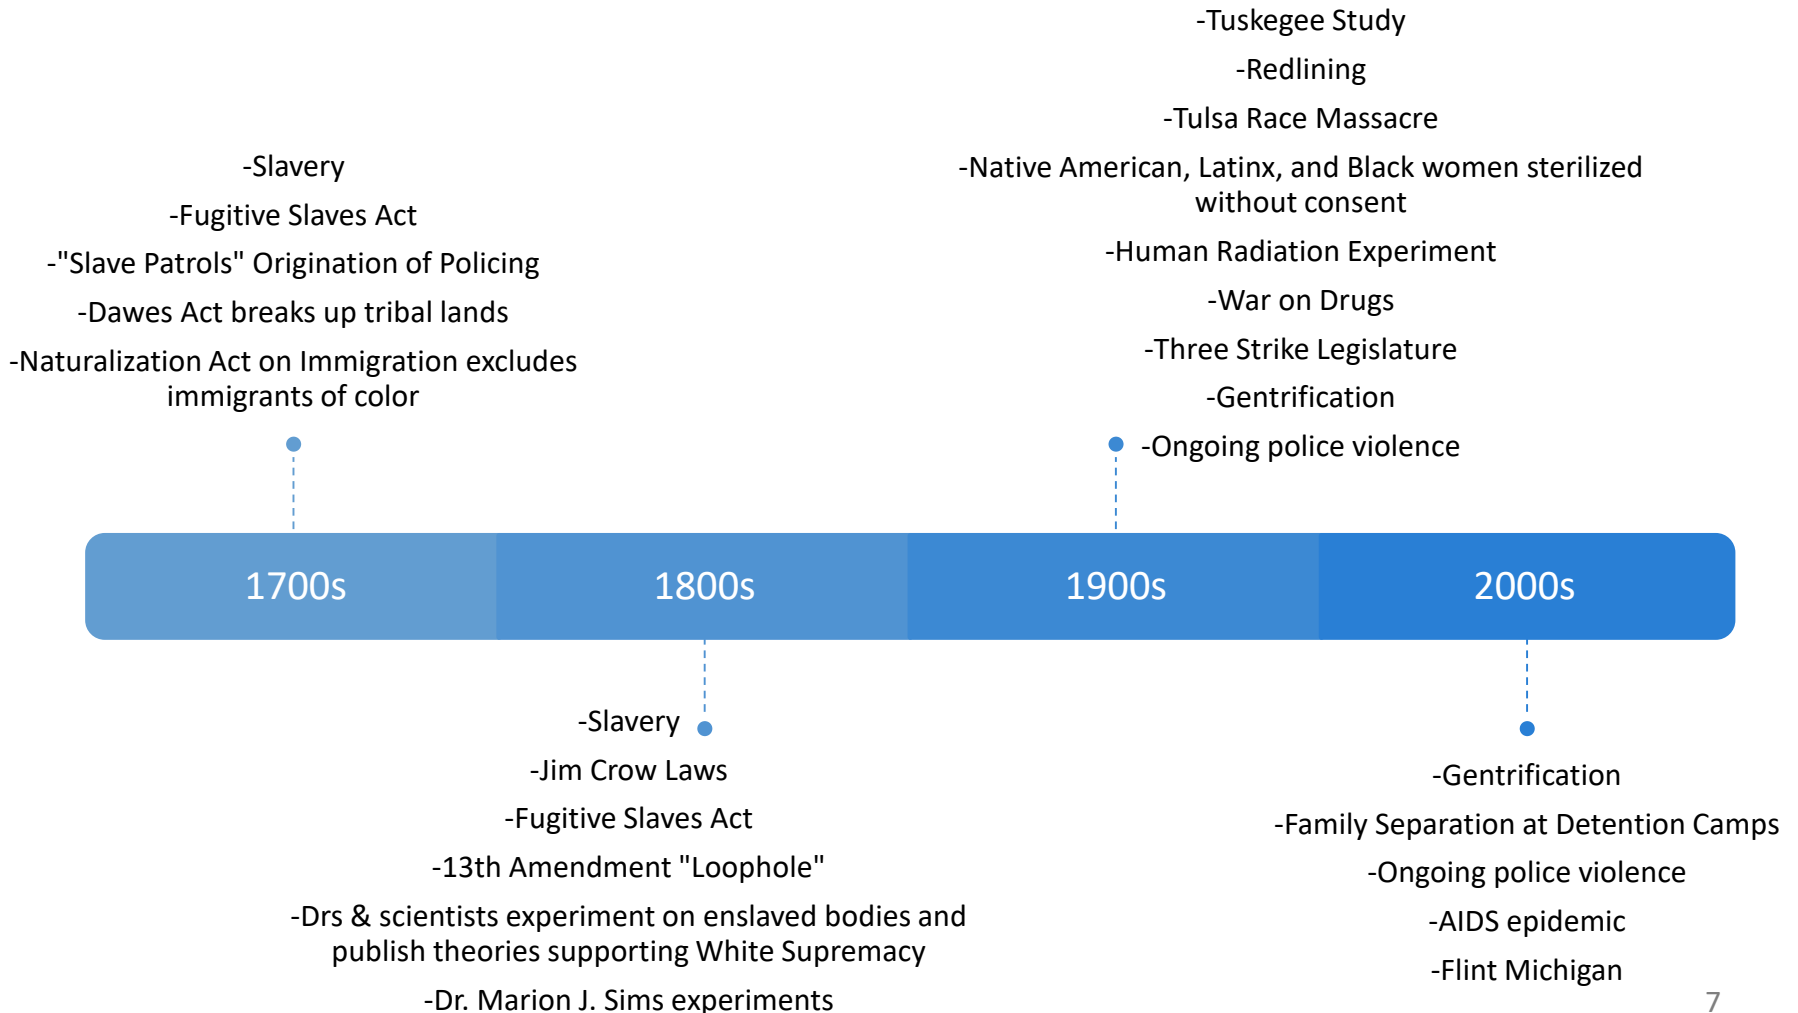 -Slavery
-Fugitive Slaves Act
-"Slave Patrols" Origination of Policing
-Dawes Act breaks up tribal lands
-Naturalization Act on Immigration excludes
immigrants of color
-Tuskegee Study
-Redlining
-Tulsa Race Massacre
-Native American, Latinx, and Black women sterilized
without consent
-Human Radiation Experiment
-War on Drugs
-Three Strike Legislature
-Gentrification
-Ongoing police violence
1700s
1800s
1900s
2000s
-Slavery
-Jim Crow Laws
-Fugitive Slaves Act
-13th Amendment "Loophole"
-Drs & scientists experiment on enslaved bodies and
publish theories supporting White Supremacy
-Dr. Marion J. Sims experiments
-Gentrification
-Family Separation at Detention Camps
-Ongoing police violence
-AIDS epidemic
-Flint Michigan
7